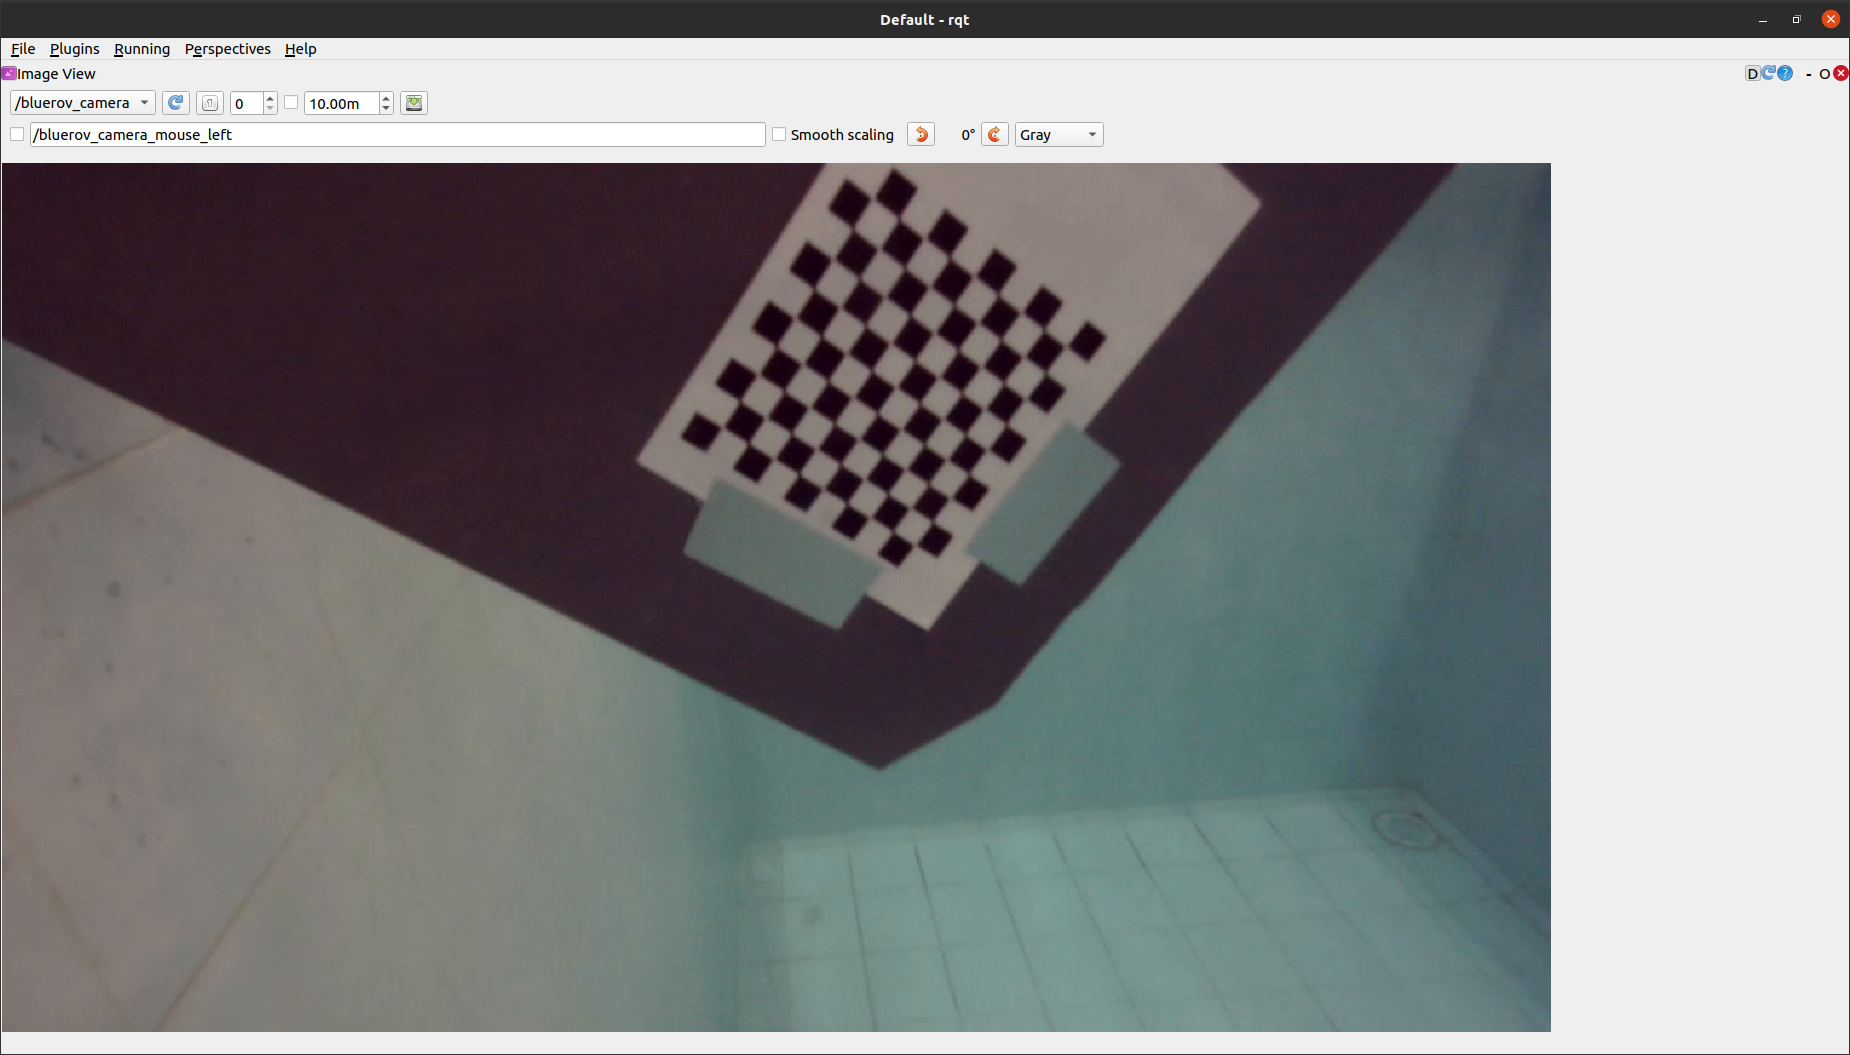 Default - rqt
File Plugins Running Perspectives Help
Image View
D ? - O
/bluerov_camera 0 10.00m
/bluerov_camera_mouse_left Smooth scaling 0° Gray